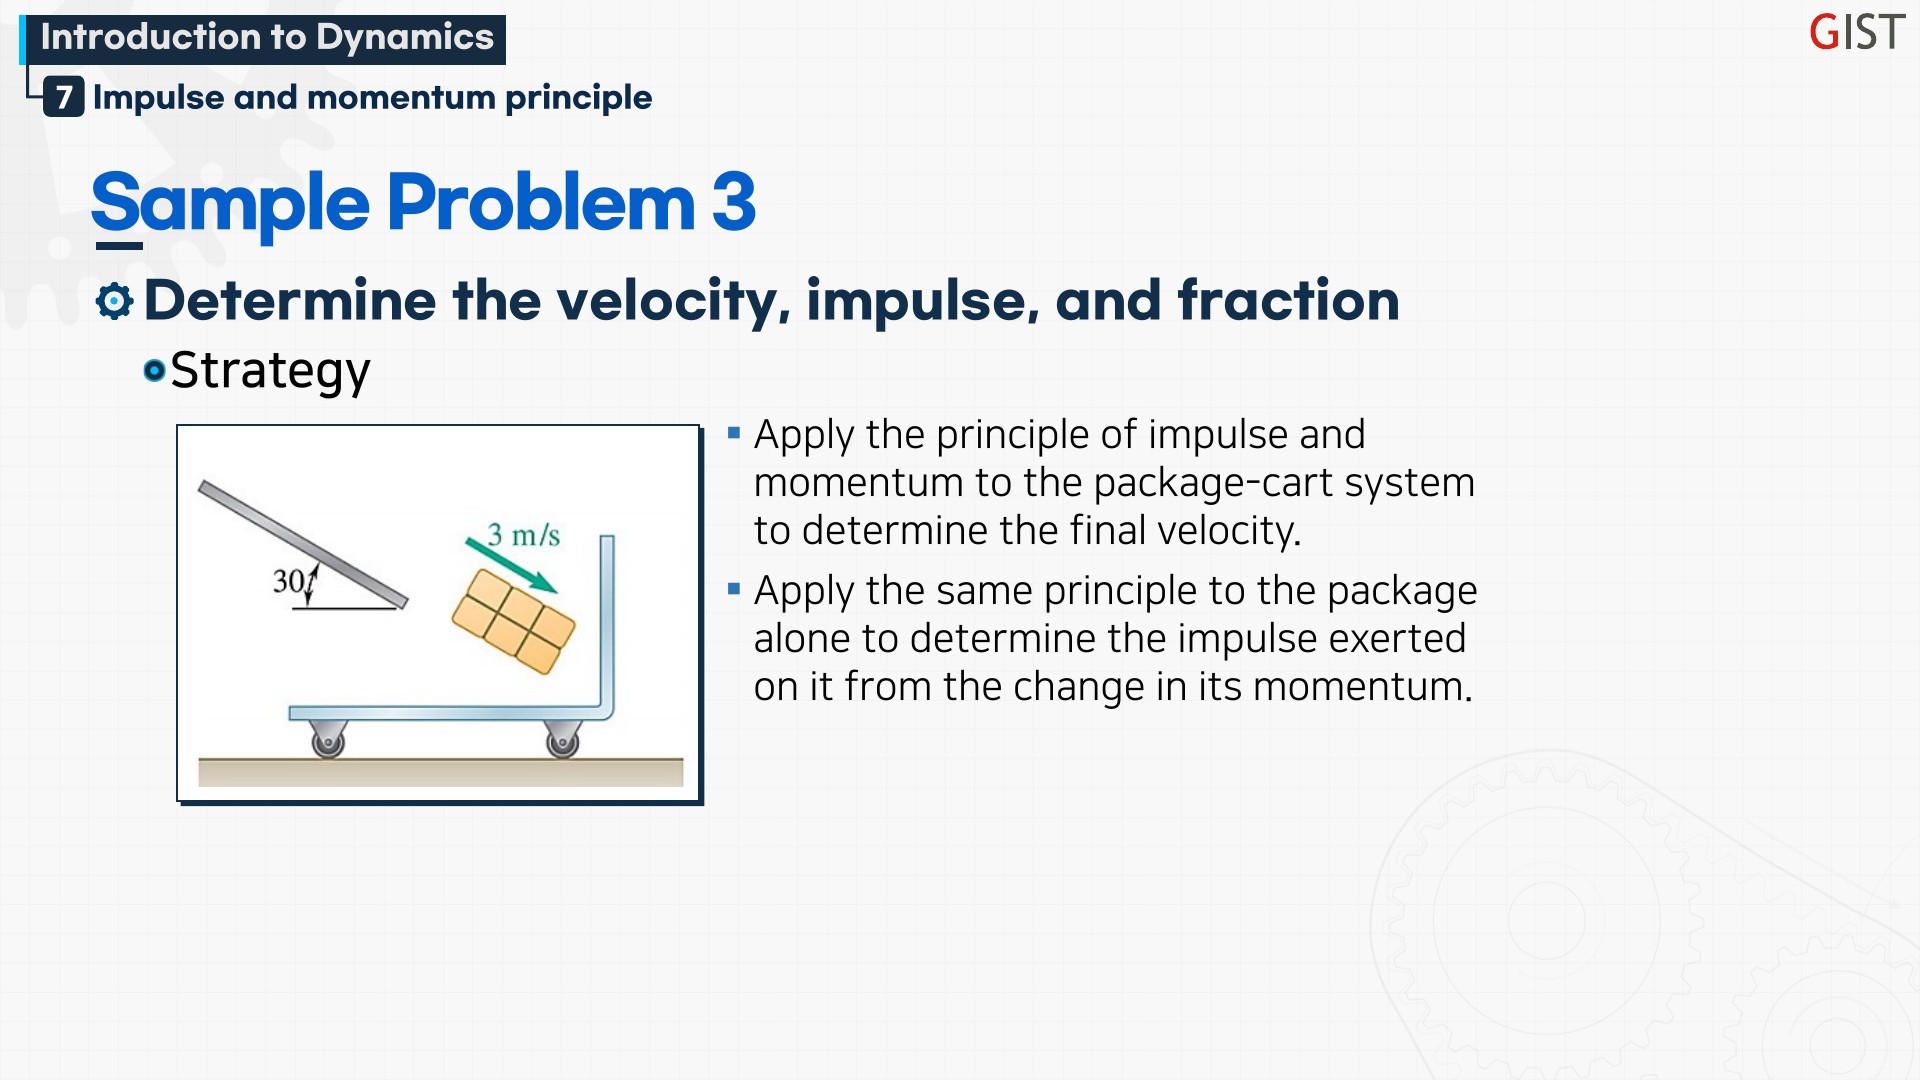 Introduction to Dynamics
GIST
7 Impulse and momentum principle
Sample Problem 3
Determine the velocity, impulse, and fraction
Strategy
3 m/s
30
Apply the principle of impulse and
momentum to the package-cart system
to determine the final velocity.
Apply the same principle to the package
alone to determine the impulse exerted
on it from the change in its momentum.